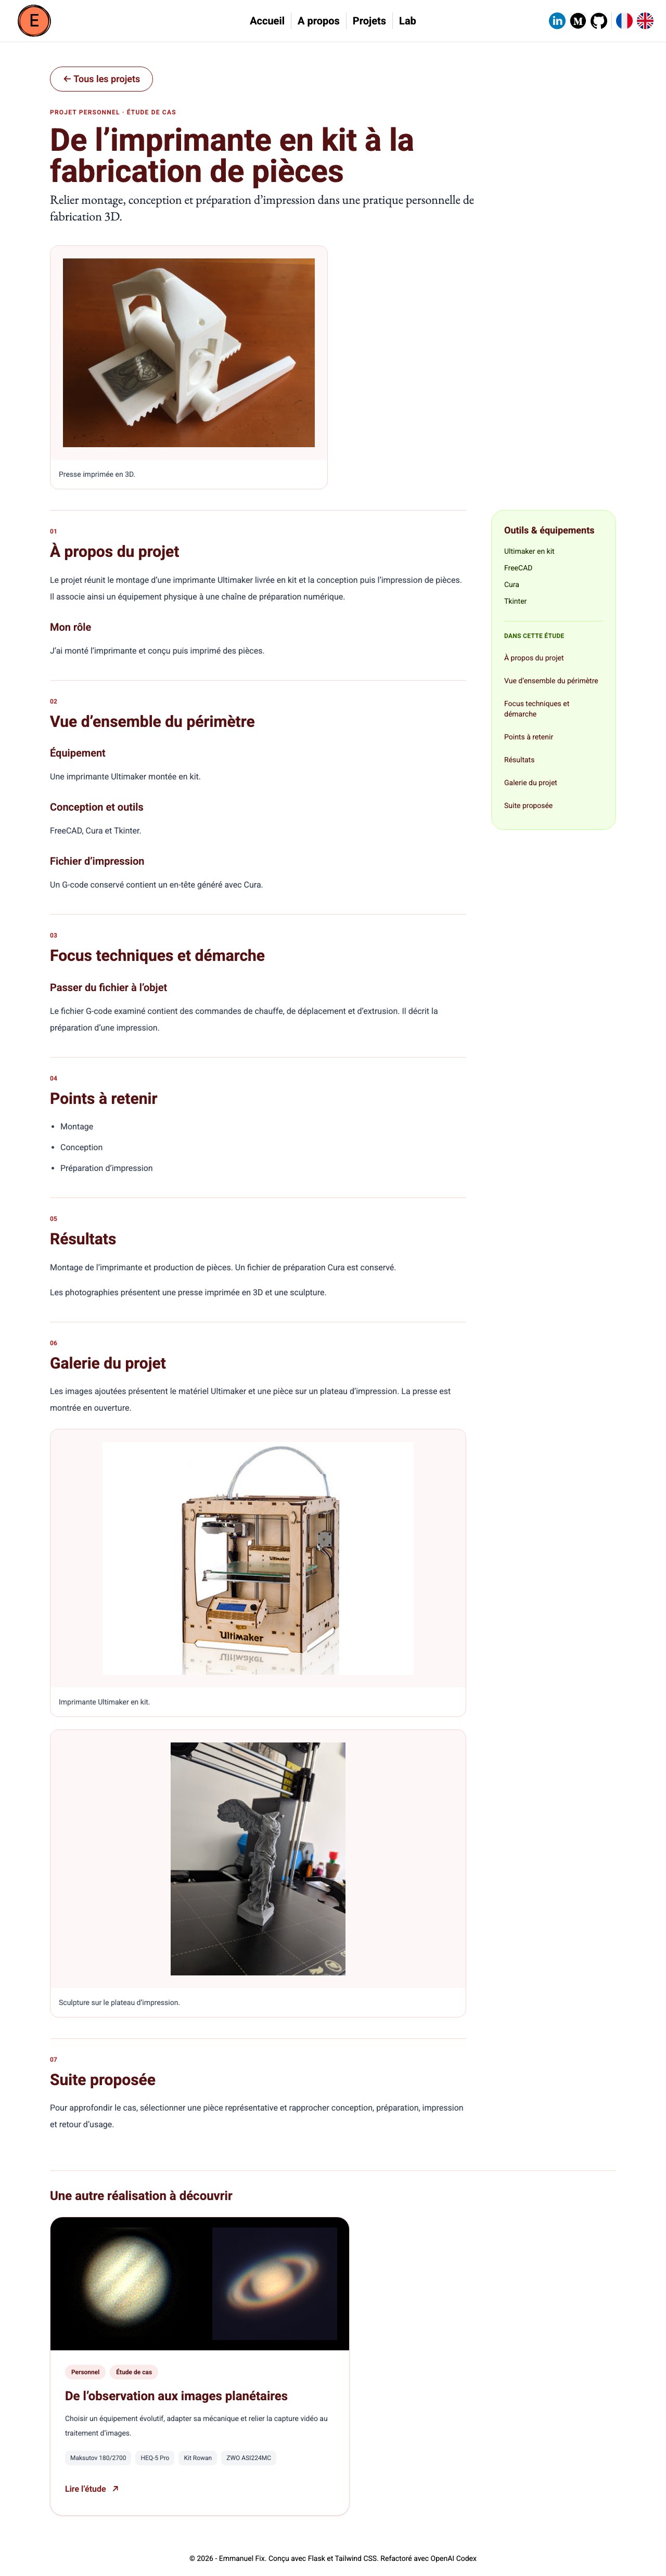 E
Accueil
A propos
Projets
Lab
in
M
← Tous les projets
PROJET PERSONNEL · ÉTUDE DE CAS
De l’imprimante en kit à la
fabrication de pièces
Relier montage, conception et préparation d’impression dans une pratique personnelle de
fabrication 3D.
Presse imprimée en 3D.
01
À propos du projet
Le projet réunit le montage d’une imprimante Ultimaker livrée en kit et la conception puis l’impression de pièces.
Il associe ainsi un équipement physique à une chaîne de préparation numérique.
Mon rôle
J’ai monté l’imprimante et conçu puis imprimé des pièces.
02
Vue d’ensemble du périmètre
Équipement
Une imprimante Ultimaker montée en kit.
Conception et outils
FreeCAD, Cura et Tkinter.
Fichier d’impression
Un G-code conservé contient un en-tête généré avec Cura.
03
Focus techniques et démarche
Passer du fichier à l’objet
Le fichier G-code examiné contient des commandes de chauffe, de déplacement et d’extrusion. Il décrit la
préparation d’une impression.
04
Points à retenir
• Montage
• Conception
• Préparation d’impression
05
Résultats
Montage de l’imprimante et production de pièces. Un fichier de préparation Cura est conservé.
Les photographies présentent une presse imprimée en 3D et une sculpture.
06
Galerie du projet
Les images ajoutées présentent le matériel Ultimaker et une pièce sur un plateau d’impression. La presse est
montrée en ouverture.
Ultimaker
Imprimante Ultimaker en kit.
Sculpture sur le plateau d’impression.
07
Suite proposée
Pour approfondir le cas, sélectionner une pièce représentative et rapprocher conception, préparation, impression
et retour d’usage.
Outils & équipements
Ultimaker en kit
FreeCAD
Cura
Tkinter
DANS CETTE ÉTUDE
À propos du projet
Vue d’ensemble du périmètre
Focus techniques et
démarche
Points à retenir
Résultats
Galerie du projet
Suite proposée
Une autre réalisation à découvrir
Personnel
Étude de cas
De l’observation aux images planétaires
Choisir un équipement évolutif, adapter sa mécanique et relier la capture vidéo au
traitement d’images.
Maksutov 180/2700
HEQ-5 Pro
Kit Rowan
ZWO ASI224MC
Lire l’étude ↗
© 2026 - Emmanuel Fix. Conçu avec Flask et Tailwind CSS. Refactoré avec OpenAI Codex